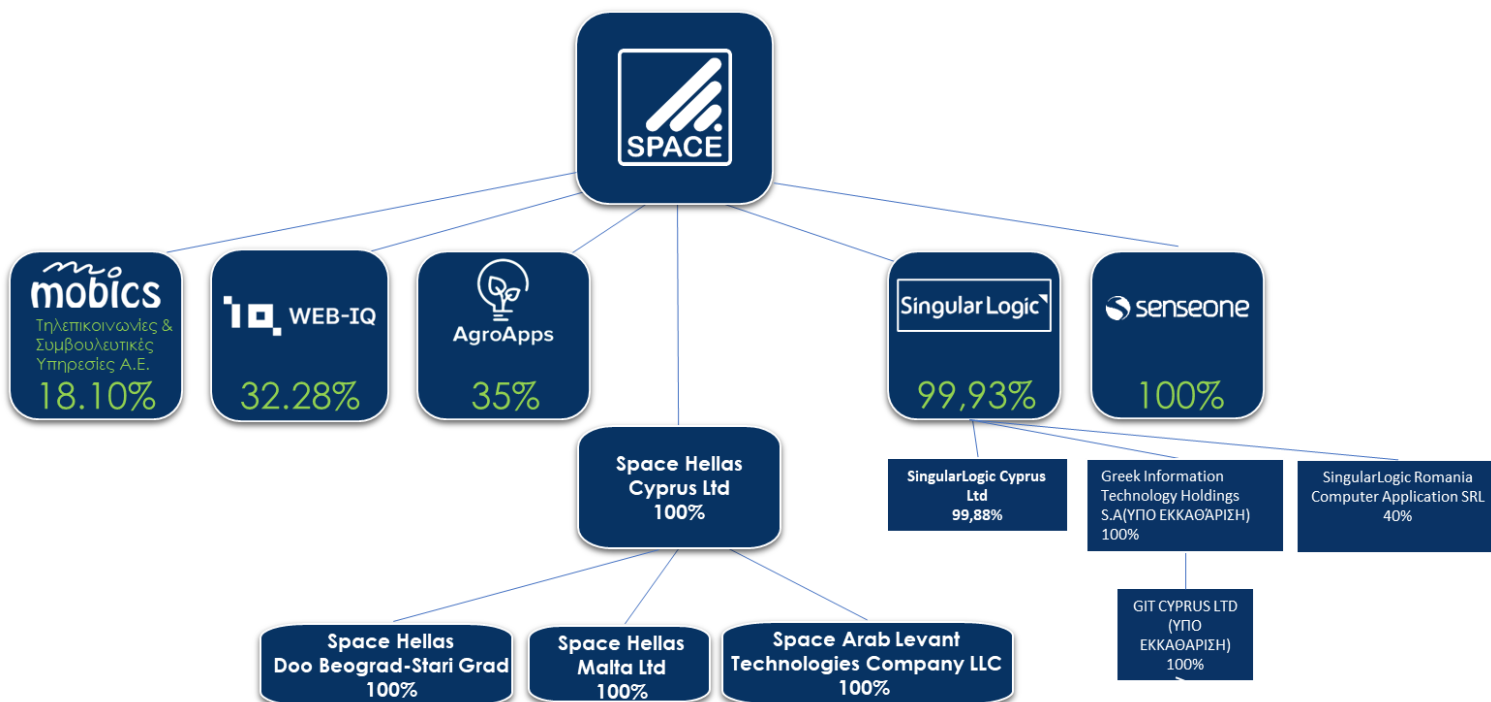 SPACE
mobics
Τηλεπικοινωνίες &
Συμβουλευτικές
Υπηρεσίες Α.Ε.
18.10%
WEB-IQ
32.28%
AgroApps
35%
SingularLogic
99,93%
senseone
100%
Space Hellas
Cyprus Ltd
100%
SingularLogic Cyprus
Ltd
99,88%
Greek Information
Technology Holdings
S.A(ΥΠΟ ΕΚΚΑΘΆΡΙΣΗ)
100%
SingularLogic Romania
Computer Application SRL
40%
GIT CYPRUS LTD
(ΥΠΟ
ΕΚΚΑΘΑΡΙΣΗ)
100%
Space Hellas
Doo Beograd-Stari Grad
100%
Space Hellas
Malta Ltd
100%
Space Arab Levant
Technologies Company LLC
100%